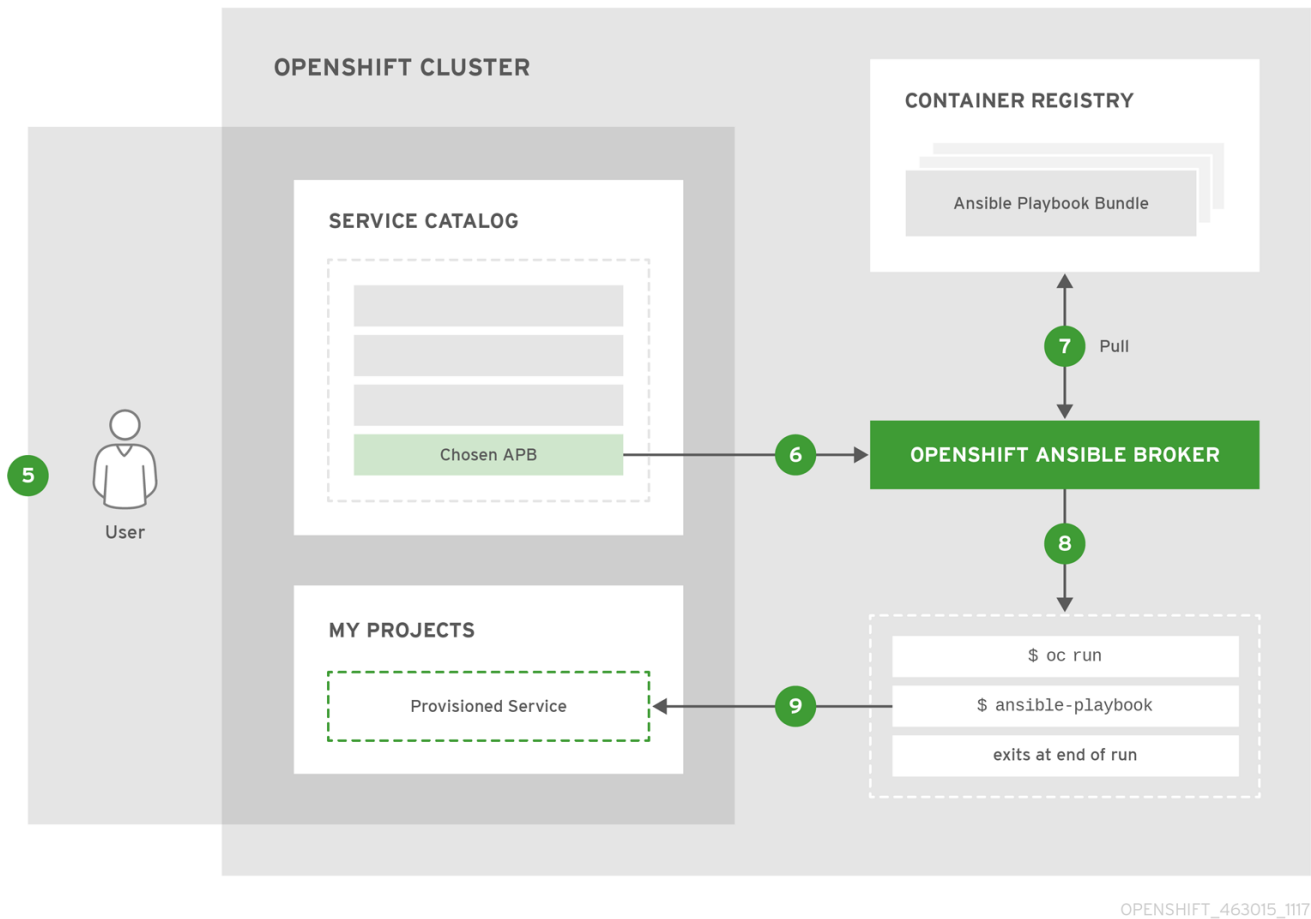 OPENSHIFT CLUSTER
CONTAINER REGISTRY
Ansible Playbook Bundle
SERVICE CATALOG
Chosen APB
5
User
6
7
Pull
OPENSHIFT ANSIBLE BROKER
8
MY PROJECTS
Provisioned Service
9
$ oc run
$ ansible-playbook
exits at end of run
OPENSHIFT_463015_1117